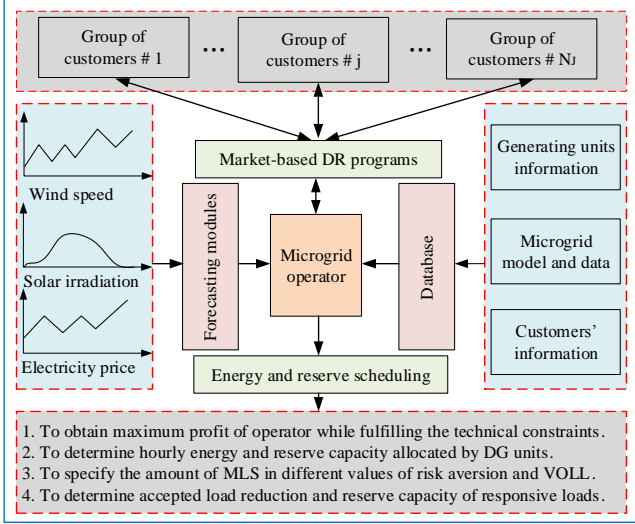 Group of
customers # 1
...
Group of
customers # j
...
Group of
customers # NJ
Market-based DR programs
Wind speed
Solar irradiation
Electricity price
Forecasting modules
Microgrid
operator
Database
Generating units
information
Microgrid
model and data
Customers'
information
Energy and reserve scheduling
1. To obtain maximum profit of operator while fulfilling the technical constraints.
2. To determine hourly energy and reserve capacity allocated by DG units.
3. To specify the amount of MLS in different values of risk aversion and VOLL.
4. To determine accepted load reduction and reserve capacity of responsive loads.